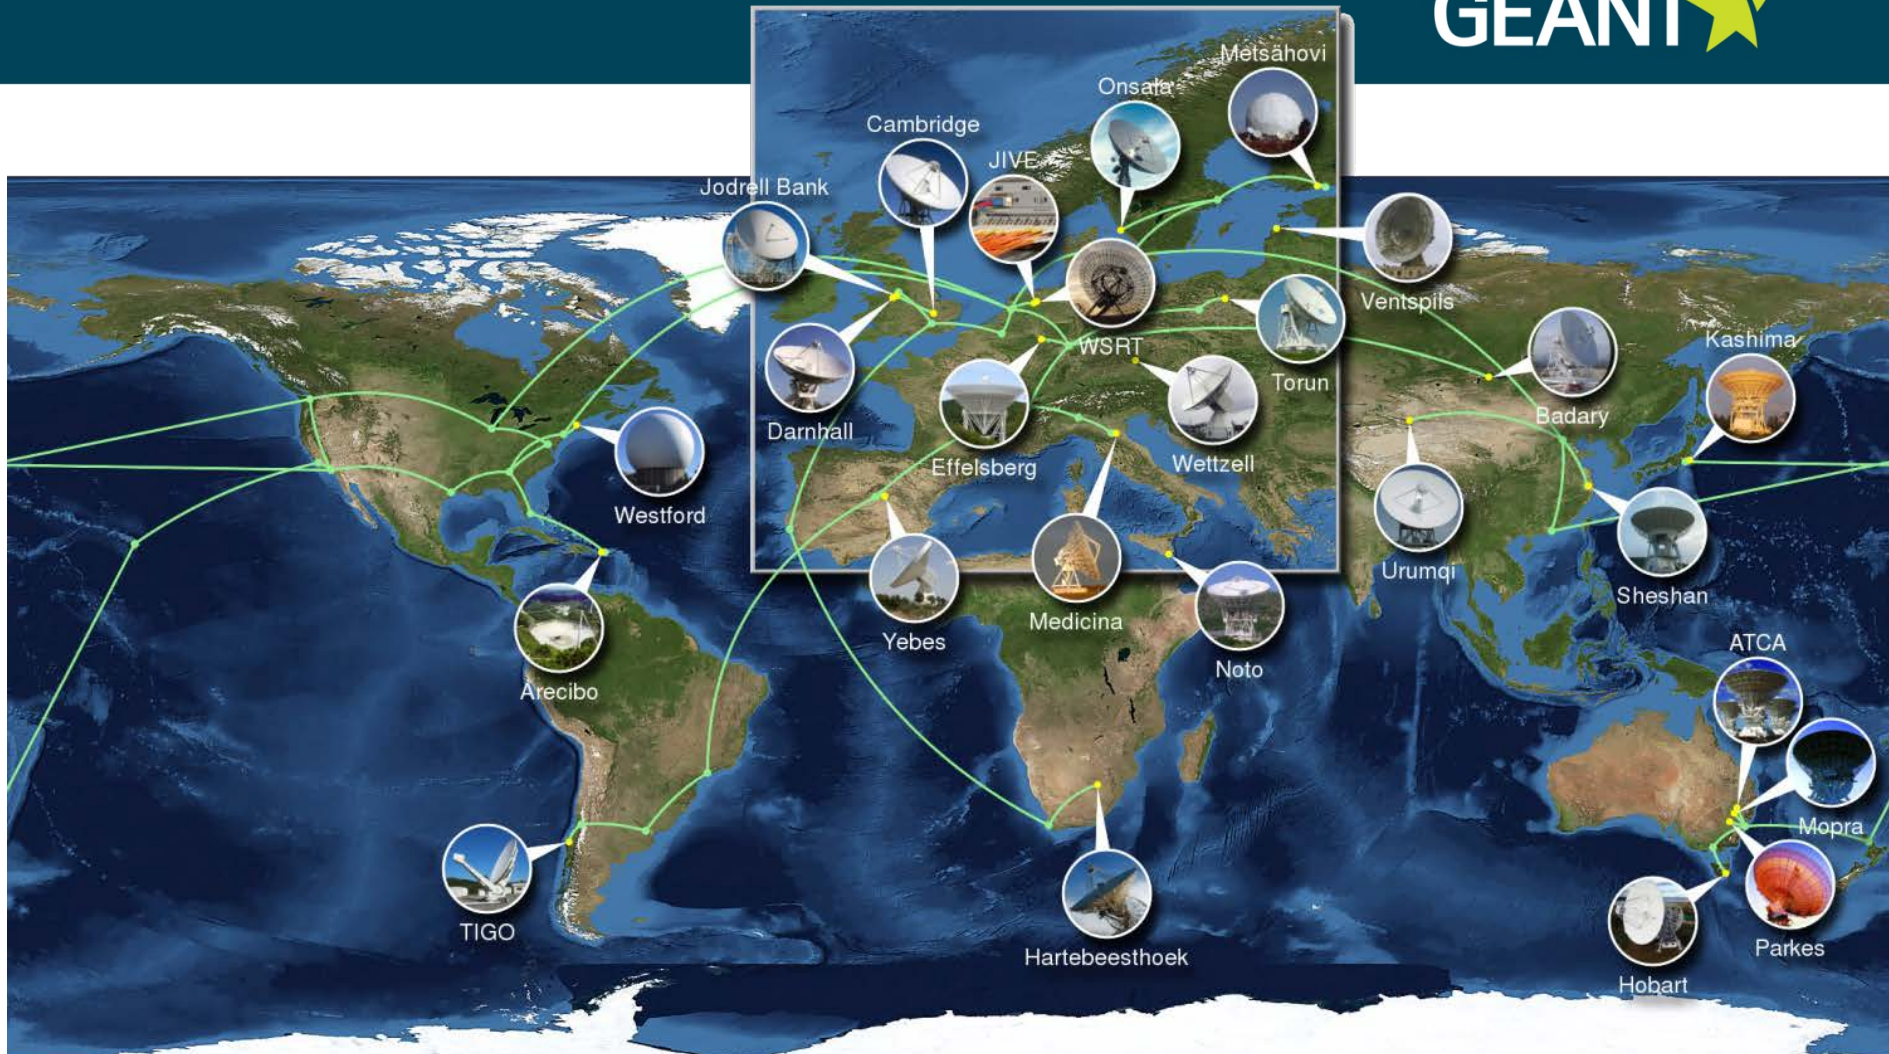 GEANT
Metsähovi
Onsala
Cambridge
JIVE
Jodrell Bank
Ventspils
WSRT
Kashima
Torun
Badary
Darnhall
Effelsberg
Wettzell
Westford
Urumqi
Sheshan
Yebes
Medicina
Noto
ATCA
Arecibo
Mopra
TIGO
Hartebeesthoek
Parkes
Hobart